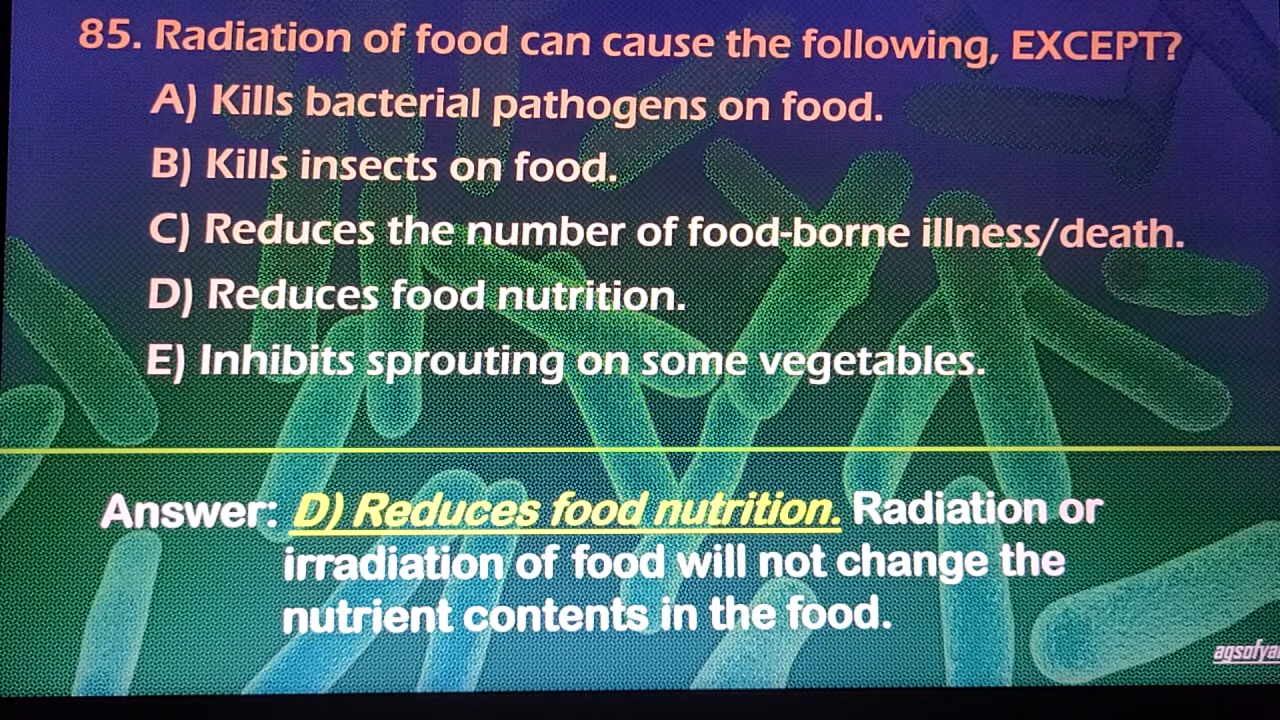 85. Radiation of food can cause the following, EXCEPT?
A) Kills bacterial pathogens on food.
B) Kills insects on food.
C) Reduces the number of food-borne illness/death.
D) Reduces food nutrition.
E) Inhibits sprouting on some vegetables.
Answer: D) Reduces food nutrition. Radiation or
irradiation of food will not change the
nutrient contents in the food.